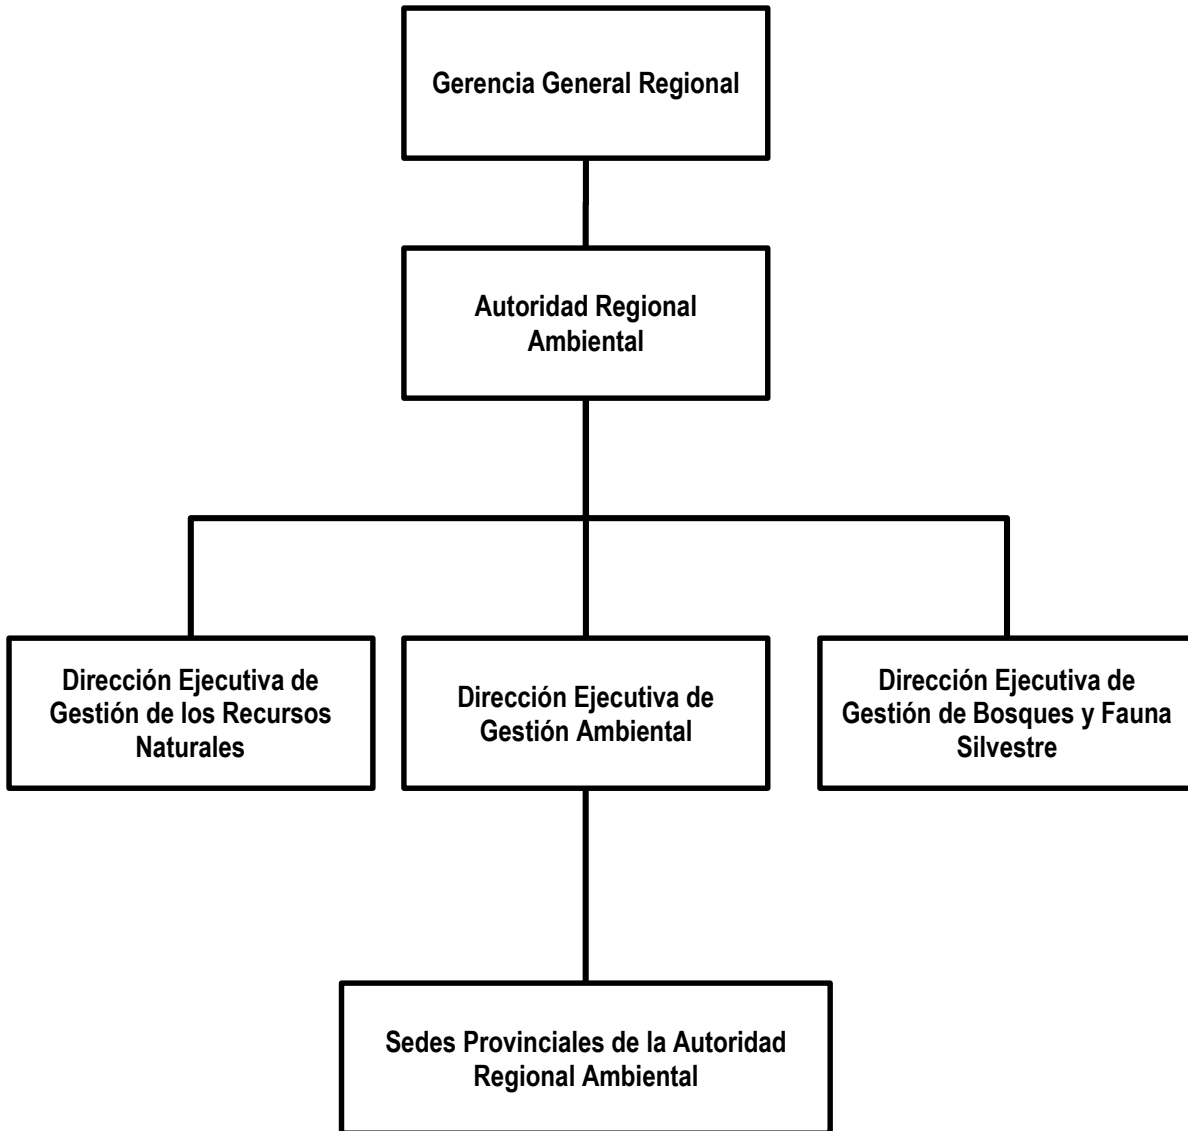 Gerencia General Regional
Autoridad Regional
Ambiental
Dirección Ejecutiva de
Gestión de los Recursos
Naturales
Dirección Ejecutiva de
Gestión Ambiental
Dirección Ejecutiva de
Gestión de Bosques y Fauna
Silvestre
Sedes Provinciales de la Autoridad
Regional Ambiental